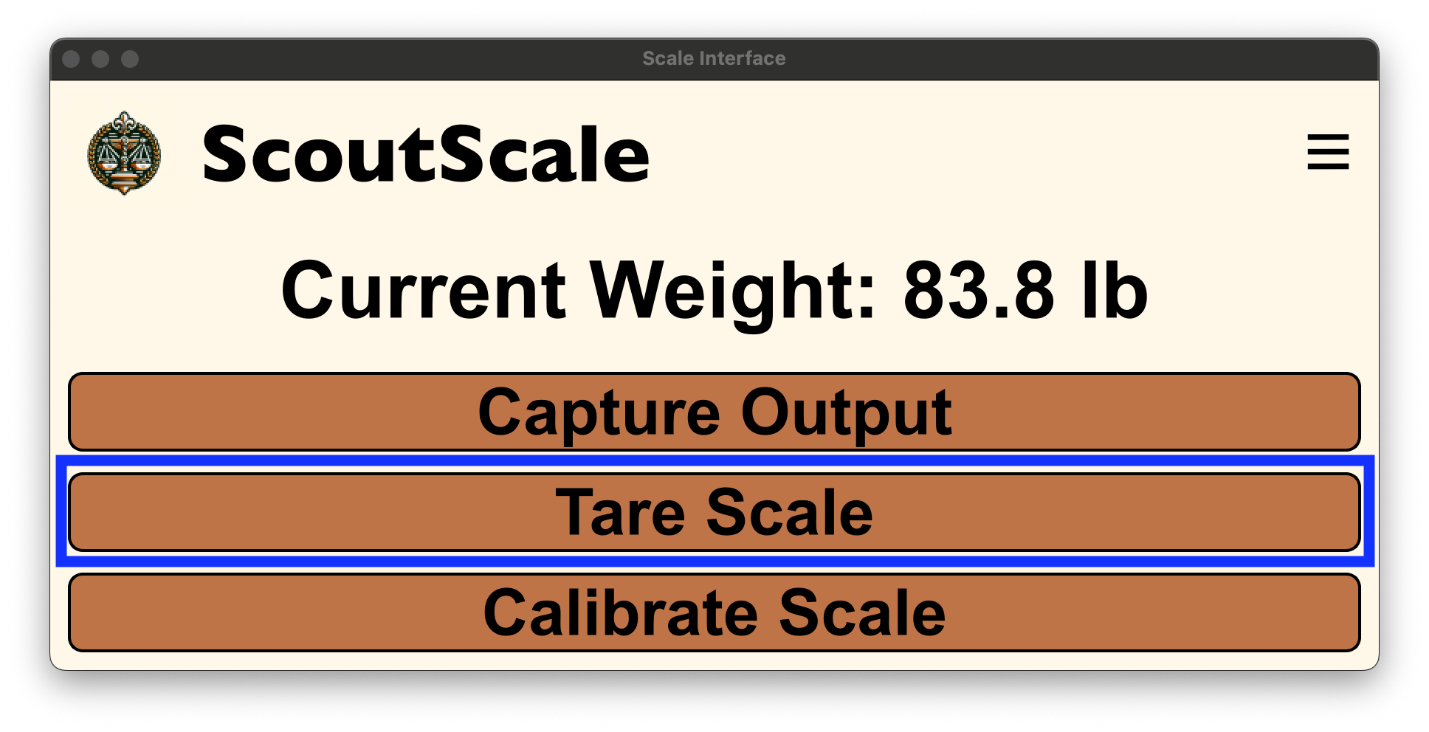 Scale Interface
ScoutScale
Current Weight: 83.8 lb
Capture Output
Tare Scale
Calibrate Scale